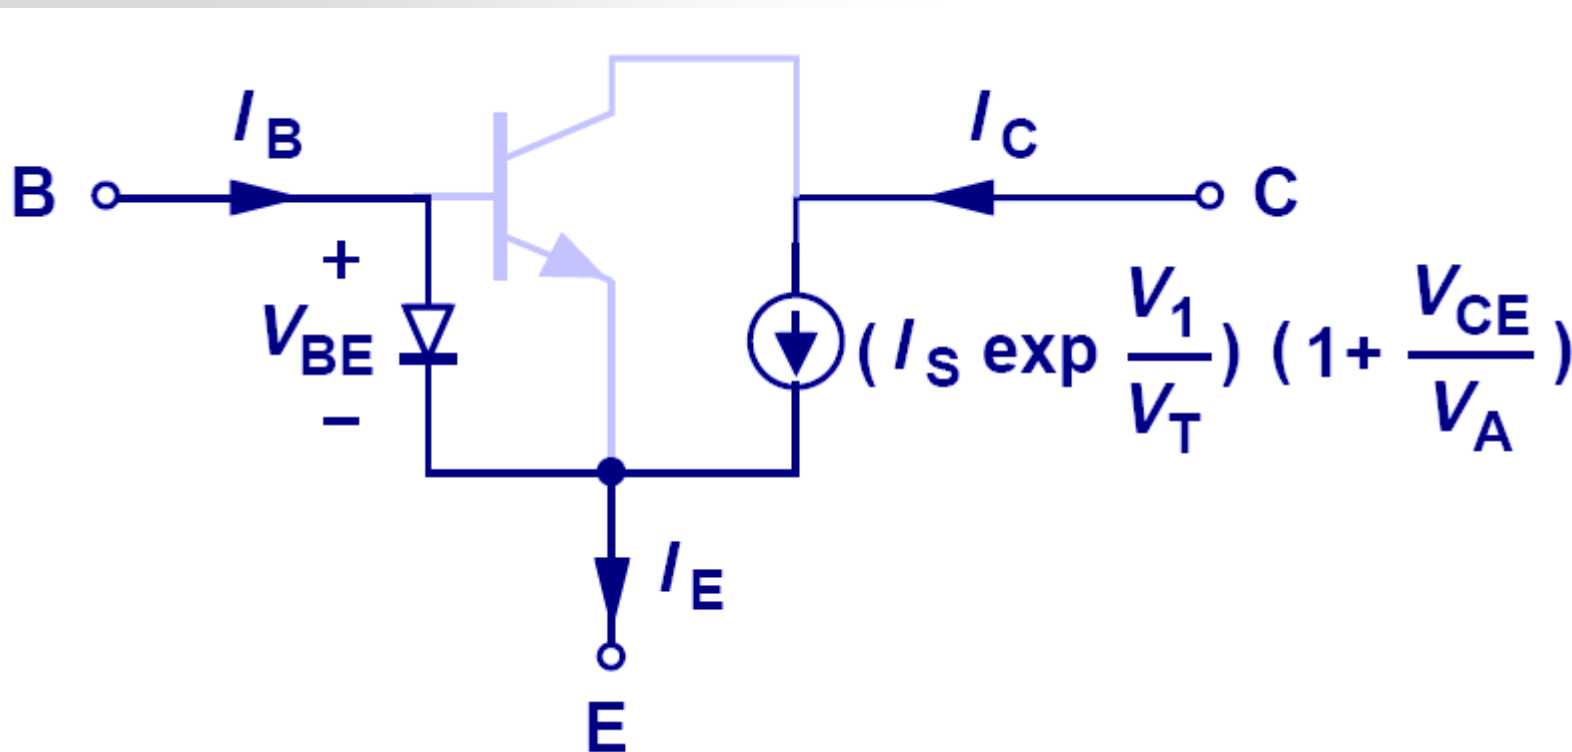 I_B
I_C
B
C
+
V_BE
−
(I_S exp V_1/V_T) (1+ V_CE/V_A)
I_E
E